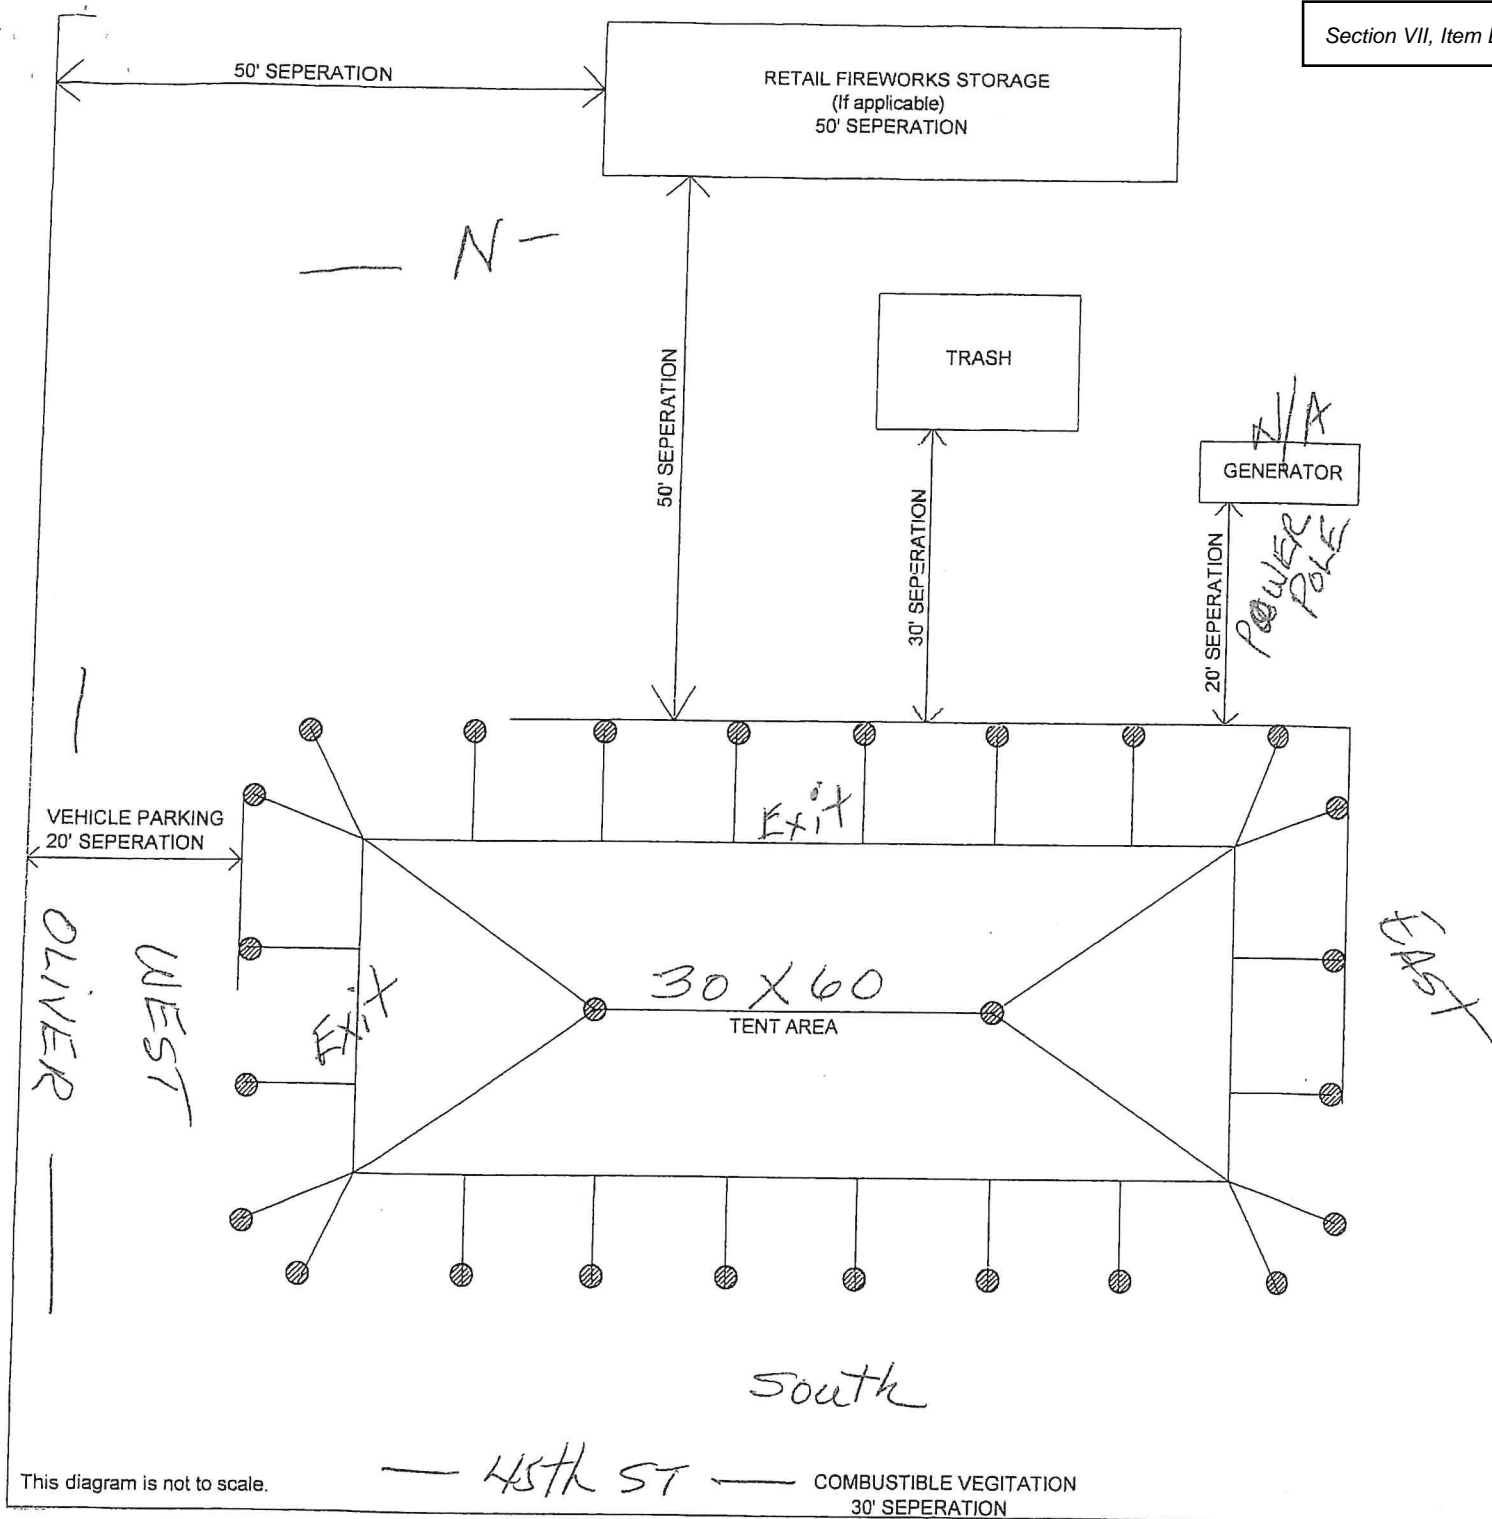 Section VII, Item
50' SEPERATION
RETAIL FIREWORKS STORAGE
(If applicable)
50' SEPERATION
— N —
TRASH
50' SEPERATION
N/A
GENERATOR
30' SEPERATION
20' SEPERATION
POWER
POLE
Exit
VEHICLE PARKING
20' SEPERATION
OLIVER
WEST
Exit
30 X 60
TENT AREA
EAST
South
This diagram is not to scale.
— 45th ST —
COMBUSTIBLE VEGITATION
30' SEPERATION